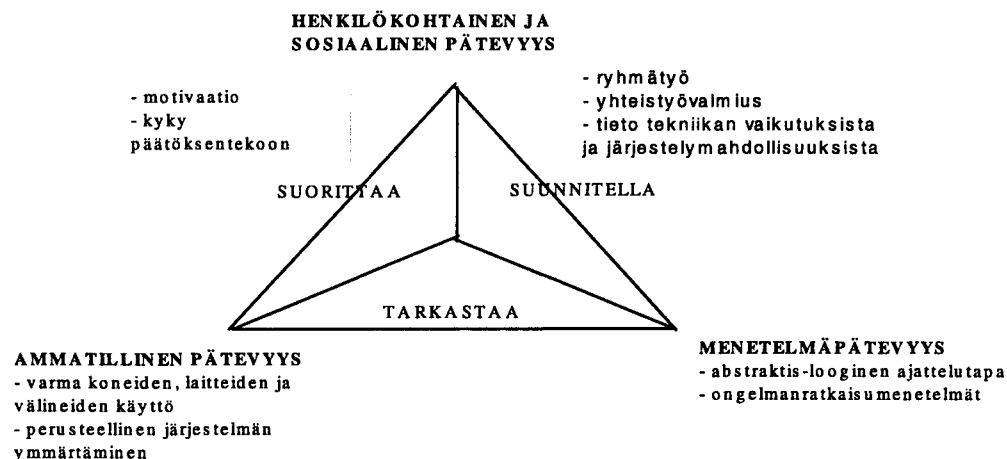 HENKILÖKOHTAINEN JA
SOSIAALINEN PÄTEVYYS
- motivaatio
- kyky
päätöksentekoon
- ryhmätyö
- yhteistyövalmius
- tieto tekniikan vaikutuksista
ja järjestelymahdollisuuksista
SUORITTAA
SUUNNITELLA
TARKASTAA
AMMATILLINEN PÄTEVYYS
- varma koneiden, laitteiden ja
välineiden käyttö
- perusteellinen järjestelmän
ymmärtäminen
MENETELMÄPÄTEVYYS
- abstraktis-looginen ajattelutapa
- ongelmanratkaisumenetelmät